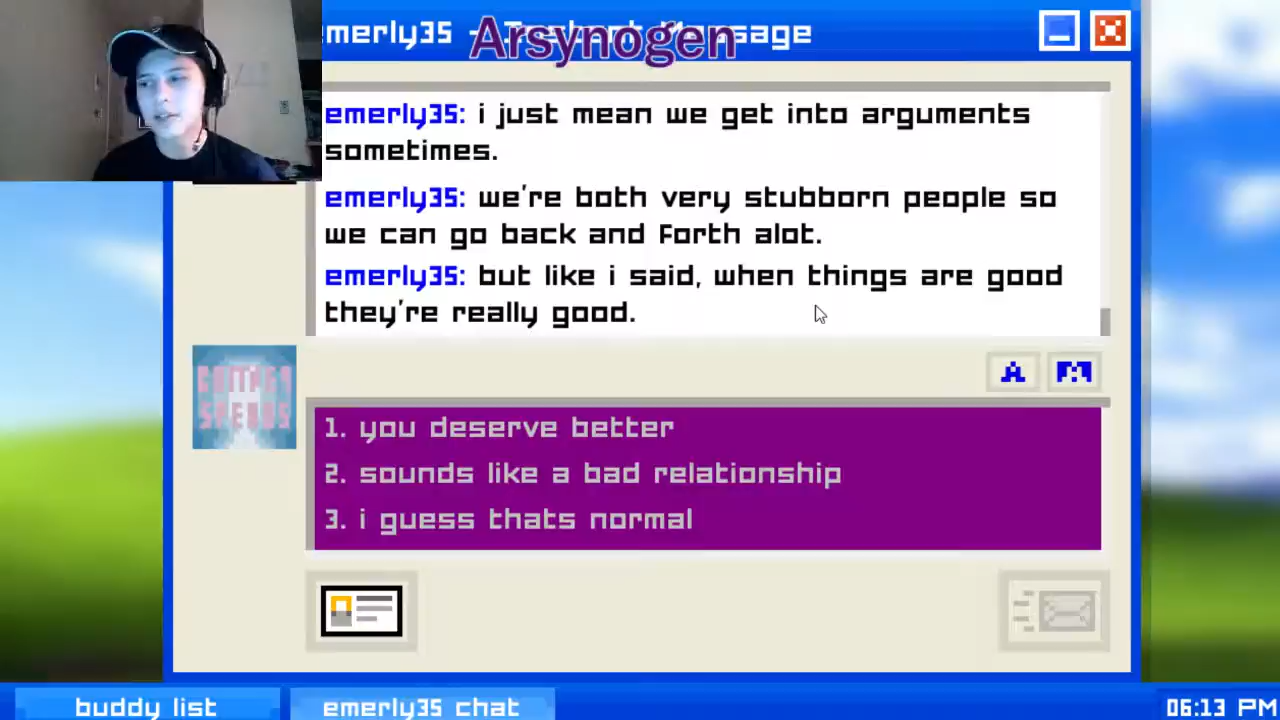 Arsynogen
emerly35: i just mean we get into arguments
sometimes.
emerly35: we're both very stubborn people so
we can go back and Forth alot.
emerly35: but like i said, when things are good
they're really good.
A
1. you deserve better
2. sounds like a bad relationship
3. i guess thats normal
buddy list
emerly35 chat
06:13 PM